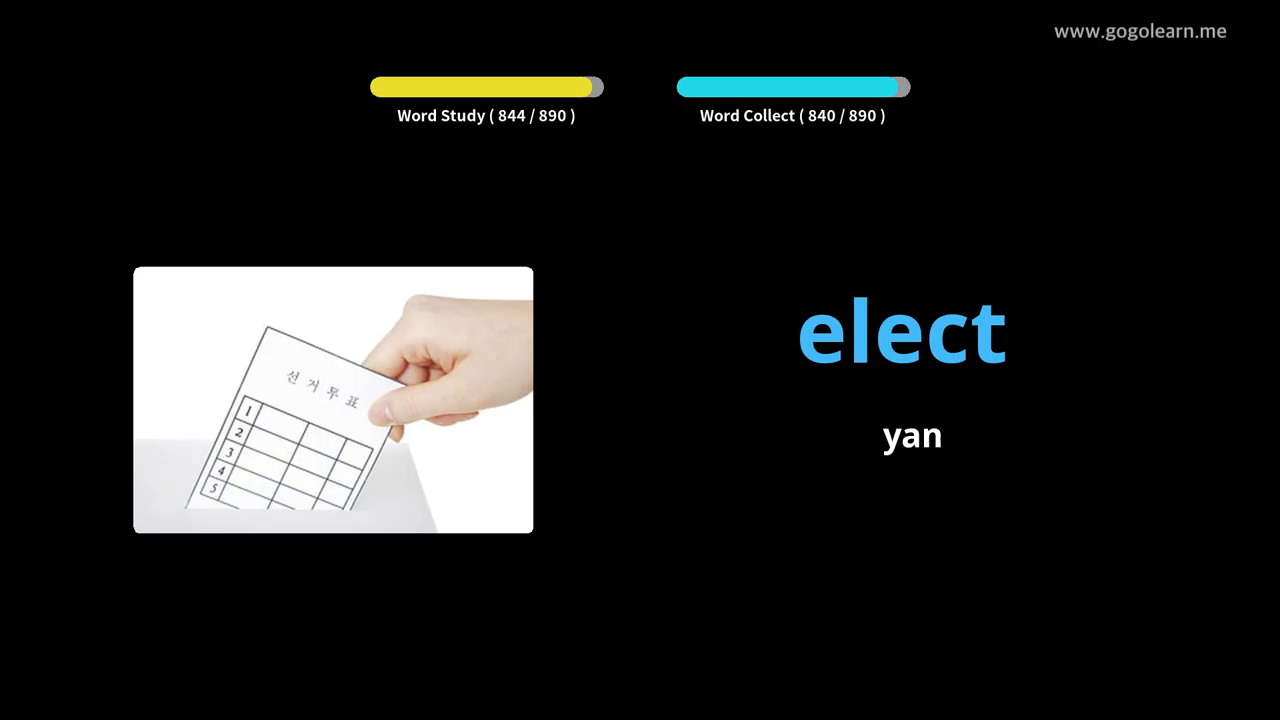 www.gogolearn.me
Word Study ( 844 / 890 )
Word Collect ( 840 / 890 )
선거투표
1
2
3
4
5
elect
yan